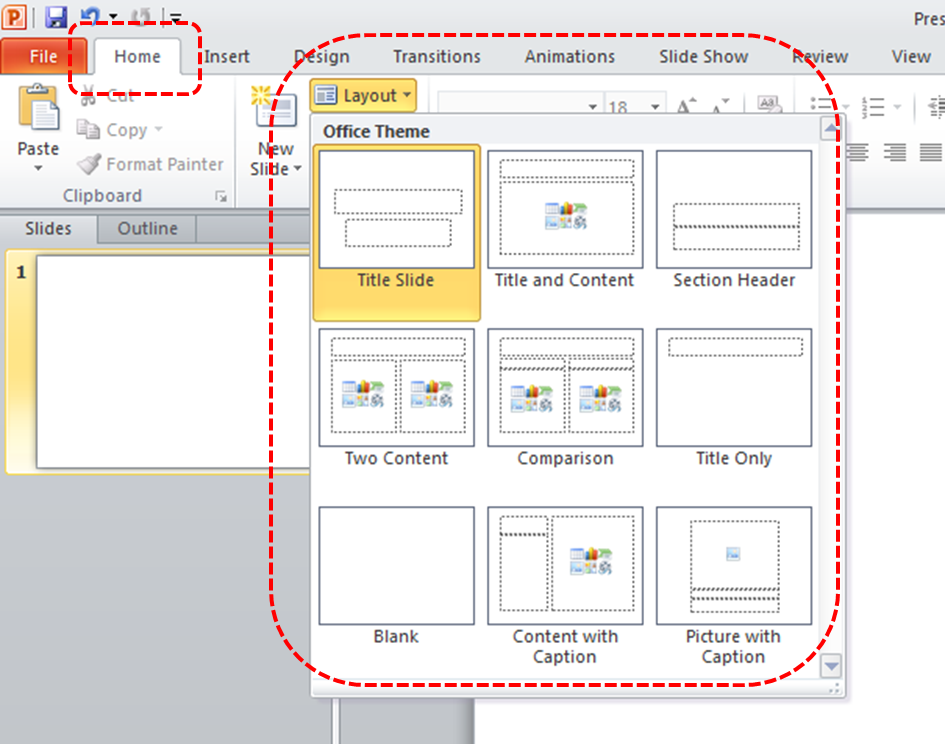 Pres
File Home Insert Design Transitions Animations Slide Show Review View
Cut
Copy
Format Painter
Paste
Clipboard
New
Slide
Layout
18
Slides Outline
1
Office Theme
Title Slide Title and Content Section Header
Two Content Comparison Title Only
Blank Content with Caption Picture with Caption